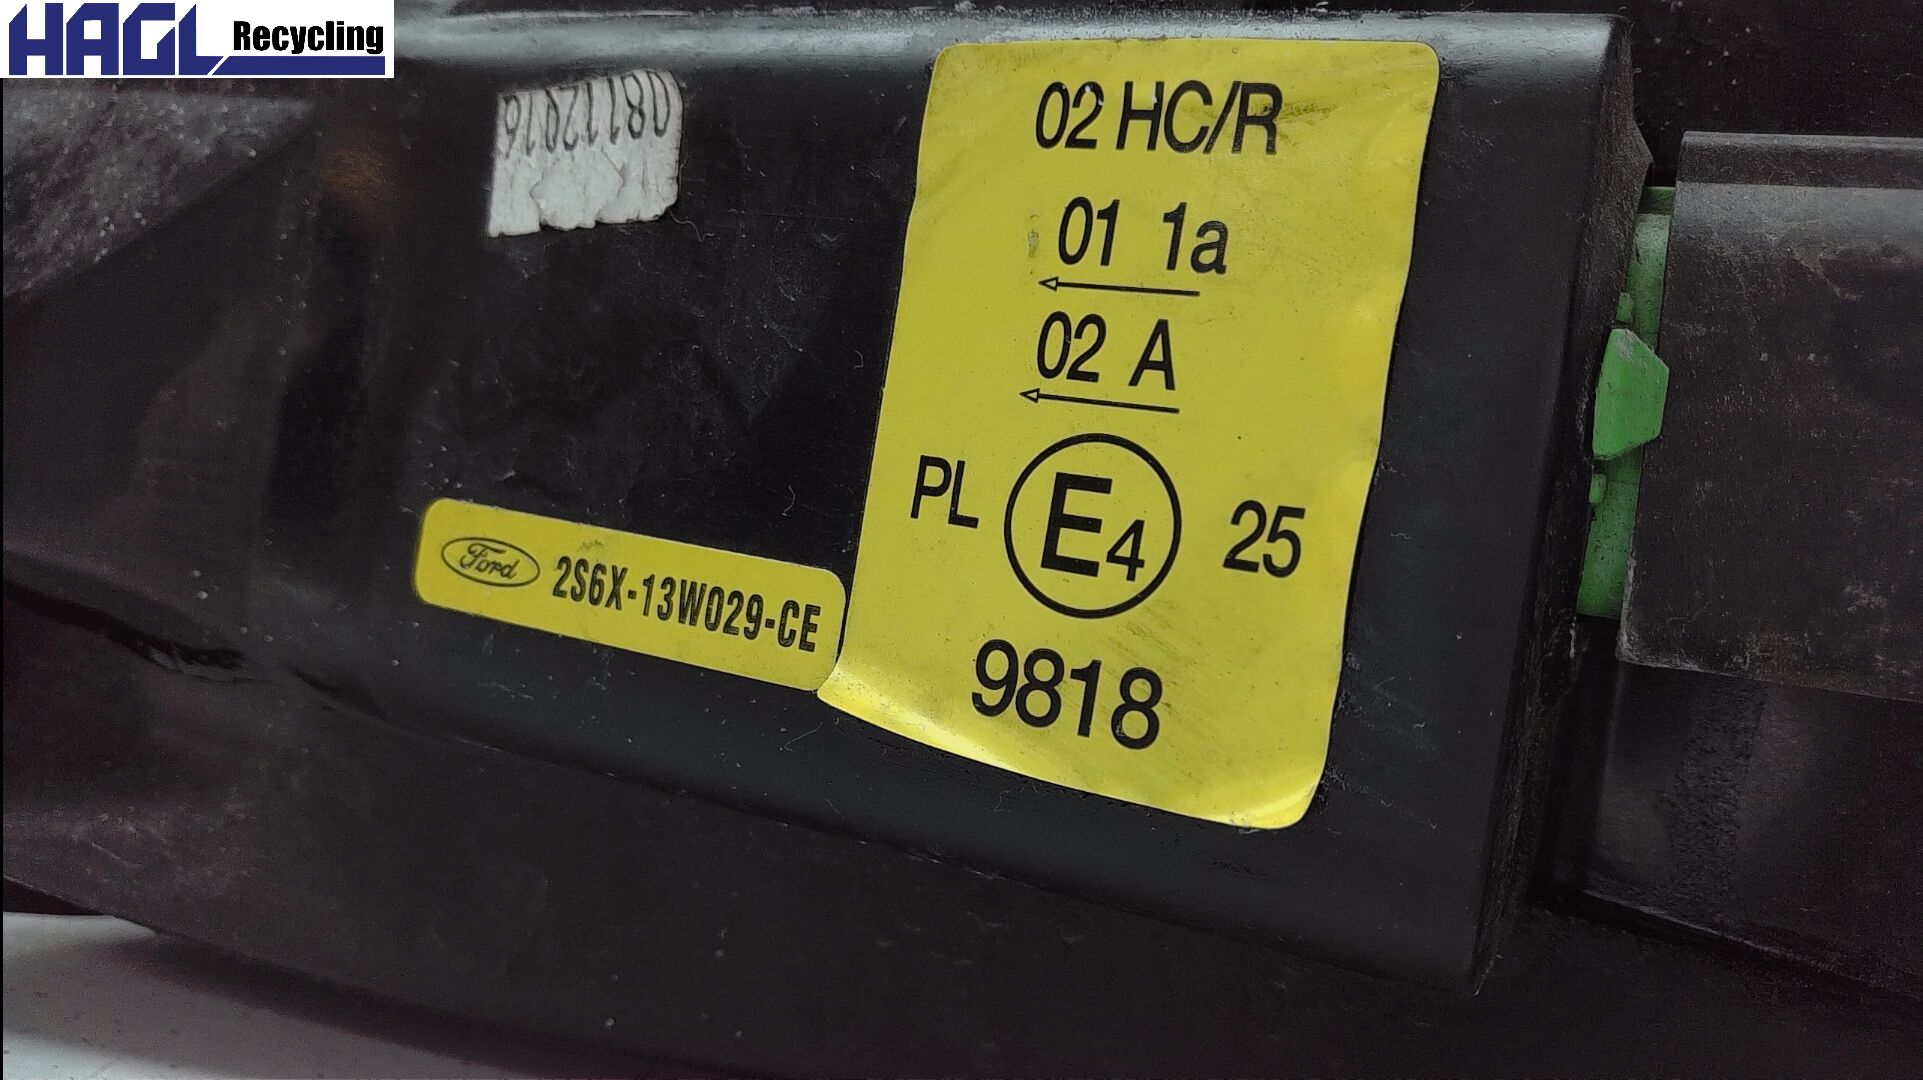 HAGL Recycling
08112016
02 HC/R
01 1a
02 A
PL E4 25
9818
Ford 2S6X-13W029-CE